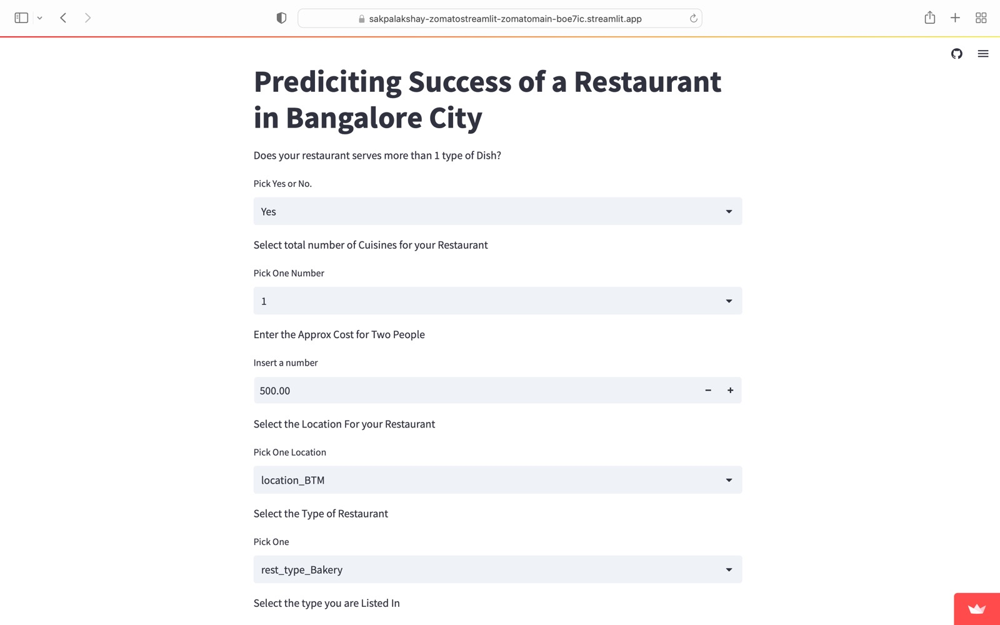 sakpalakshay-zomatostreamlit-zomatomain-boe7ic.streamlit.app
Prediciting Success of a Restaurant
in Bangalore City
Does your restaurant serves more than 1 type of Dish?
Pick Yes or No.
Yes
Select total number of Cuisines for your Restaurant
Pick One Number
1
Enter the Approx Cost for Two People
Insert a number
500.00
Select the Location For your Restaurant
Pick One Location
location_BTM
Select the Type of Restaurant
Pick One
rest_type_Bakery
Select the type you are Listed In